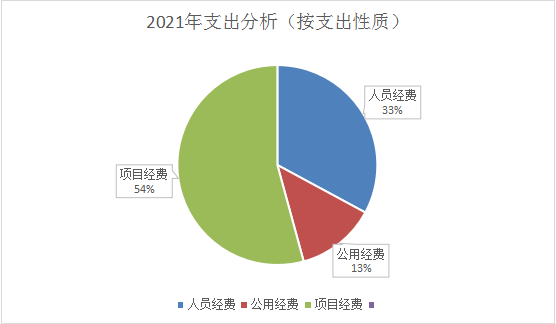 2021年支出分析（按支出性质）
人员经费
33%
项目经费
54%
公用经费
13%
人员经费 公用经费 项目经费